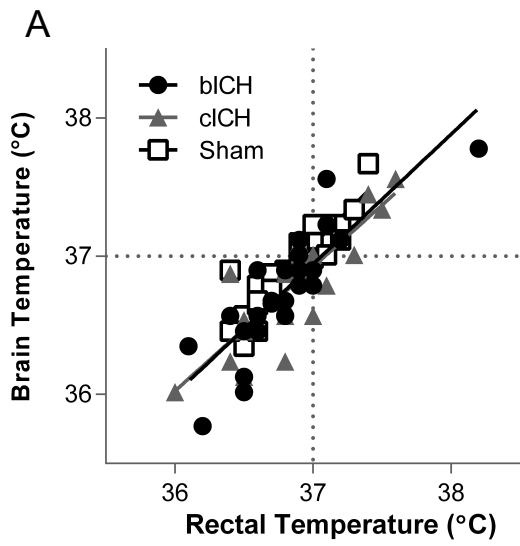 A
bICH
cICH
Sham
38
37
36
Brain Temperature (°C)
36 37 38
Rectal Temperature (°C)